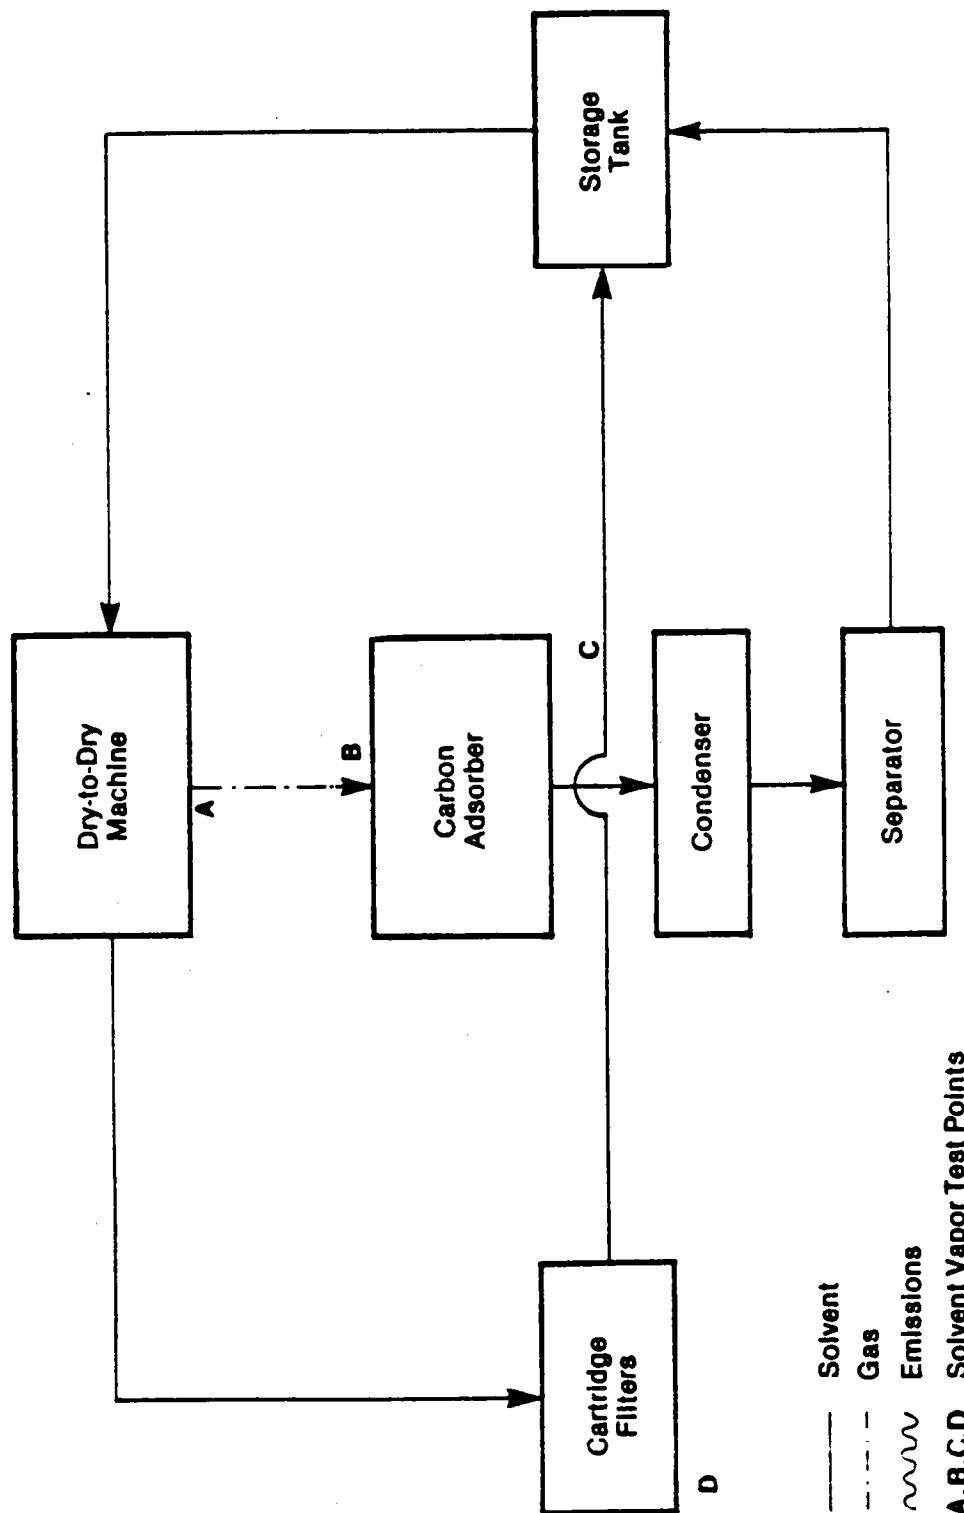 Dry-to-Dry
Machine
A
B
Carbon
Adsorber
C
Condenser
Separator
Storage
Tank
Cartridge
Filters
D
Solvent
Gas
Emissions
A,B,C,D Solvent Vapor Test Points